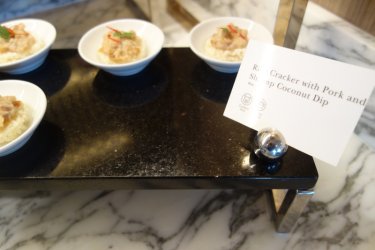 Cracker with Pork and
Coconut Dip